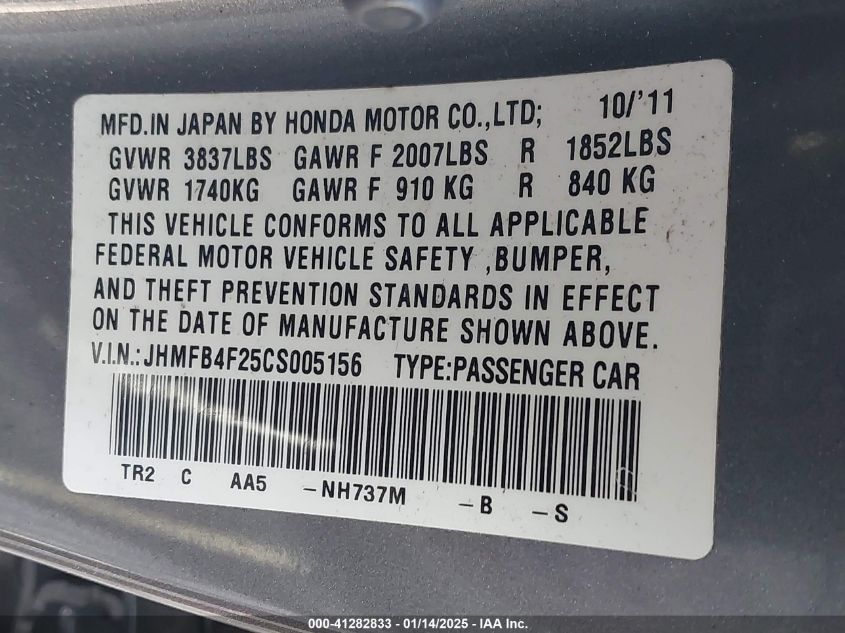 MFD.IN JAPAN BY HONDA MOTOR CO.,LTD; 10/'11
GVWR 3837LBS GAWR F 2007LBS R 1852LBS
GVWR 1740KG GAWR F 910 KG R 840 KG
THIS VEHICLE CONFORMS TO ALL APPLICABLE
FEDERAL MOTOR VEHICLE SAFETY ,BUMPER,
AND THEFT PREVENTION STANDARDS IN EFFECT
ON THE DATE OF MANUFACTURE SHOWN ABOVE.
V.I.N.:JHMFB4F25CS005156 TYPE:PASSENGER CAR
TR2 C AA5 -NH737M -B -S
000-41282833 - 01/14/2025 - IAA Inc.